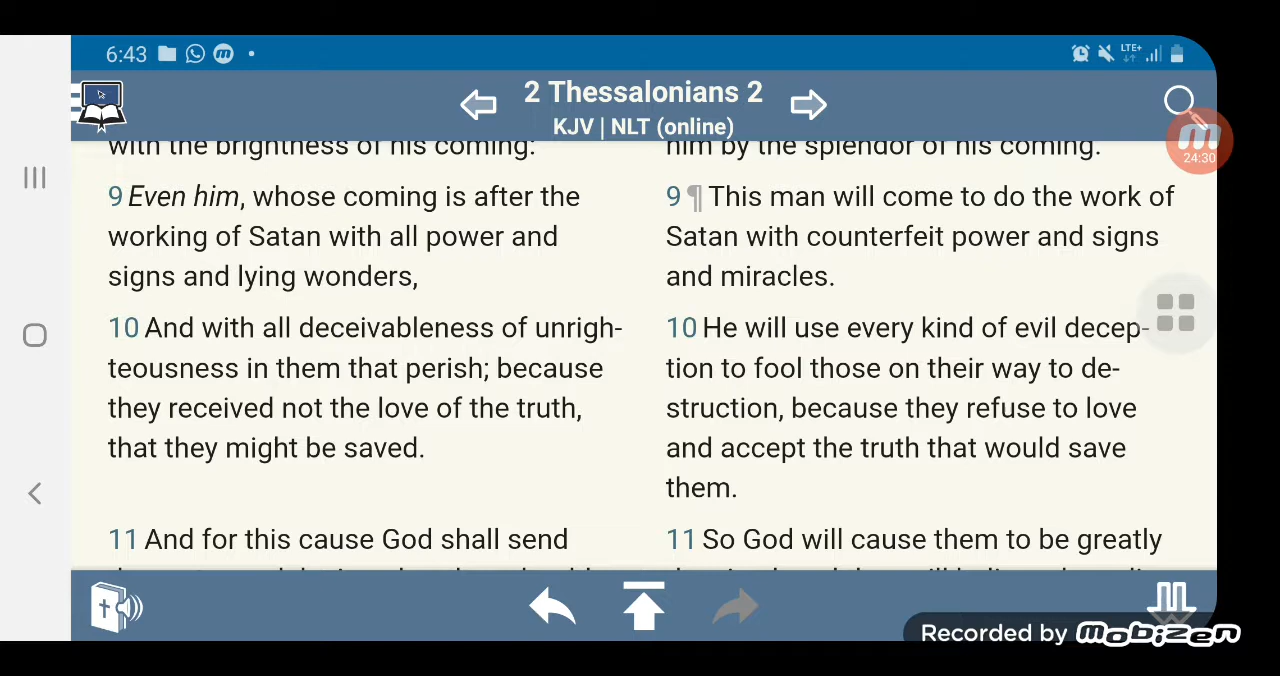 6:43
LTE+
2 Thessalonians 2
KJV | NLT (online)
24:30
with the brightness of his coming:
9 Even him, whose coming is after the
working of Satan with all power and
signs and lying wonders,
10 And with all deceivableness of unrigh-
teousness in them that perish; because
they received not the love of the truth,
that they might be saved.
11 And for this cause God shall send
him by the splendor of his coming.
9 ¶ This man will come to do the work of
Satan with counterfeit power and signs
and miracles.
10 He will use every kind of evil decep-
tion to fool those on their way to de-
struction, because they refuse to love
and accept the truth that would save
them.
11 So God will cause them to be greatly
Recorded by mobizen